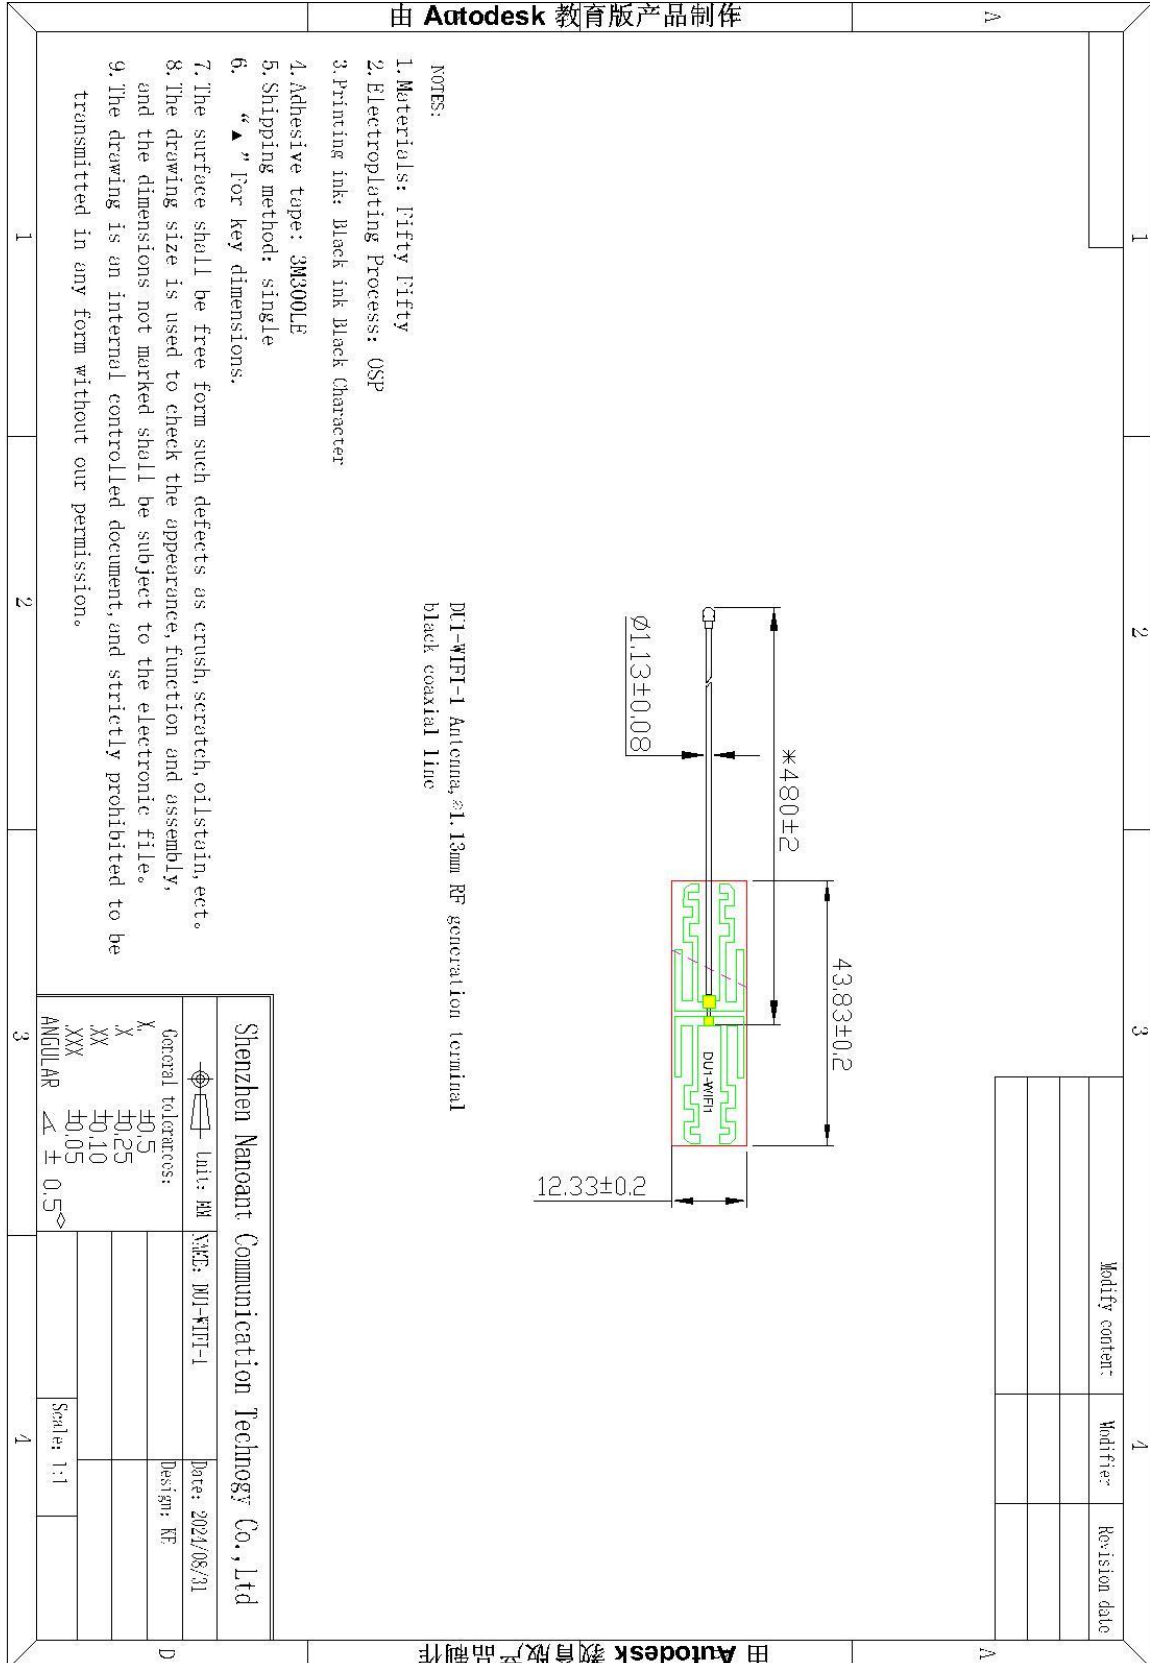 由 Autodesk 教育版产品制作
A
1
2
3
4
Modify content
Modifier
Revision date
*480±2
43.83±0.2
Ø1.13±0.08
12.33±0.2
DU1-WIFI1
DU1-WIFI-1 Antenna,⌀1.13mm RF generation terminal
black coaxial line
NOTES:
1.Materials: Fifty Fifty
2.Electroplating Process: OSP
3.Printing ink: Black ink Black Character
4.Adhesive tape: 3M300LE
5.Shipping method: single
6. “▲”For key dimensions.
7.The surface shall be free form such defects as crush,scratch,oilstain,ect。
8.The drawing size is used to check the appearance,function and assembly,
and the dimensions not marked shall be subject to the electronic file。
9.The drawing is an internal controlled document,and strictly prohibited to be
transmitted in any form without our permission。
Shenzhen Nanoant Communication Technogy Co.,Ltd
Unit: MM
NAME: DU1-WIFI-1
Date: 2024/08/31
General tolerances:
Design: KE
X. ±0.5
.X ±0.25
.XX ±0.10
.XXX ±0.05
ANGULAR ∠ ± 0.5°
Scale: 1:1
1
2
3
4
A
D
由 Autodesk 教育版产品制作